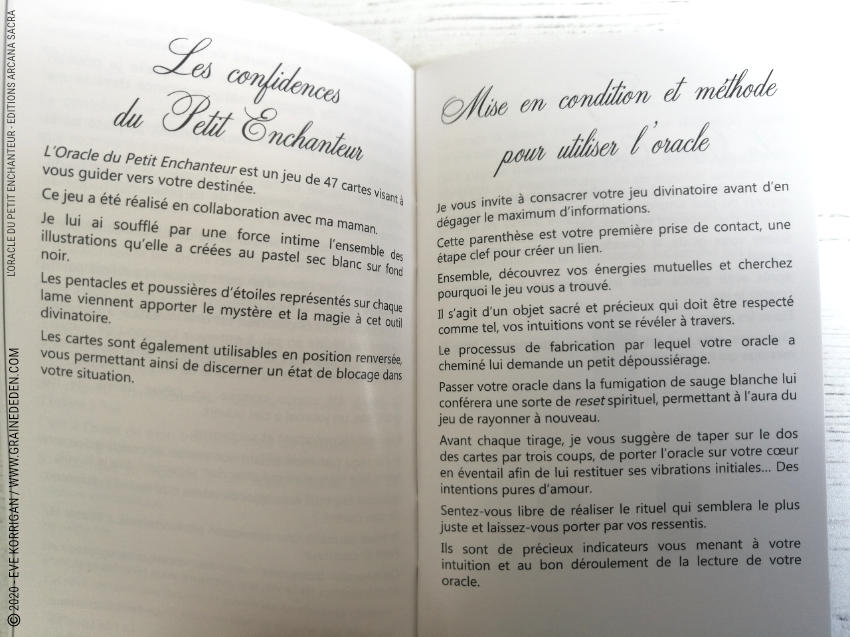 Les confidences
du Petit Enchanteur
L'Oracle du Petit Enchanteur est un jeu de 47 cartes visant à
vous guider vers votre destinée.
Ce jeu a été réalisé en collaboration avec ma maman.
Je lui ai soufflé par une force intime l'ensemble des
illustrations qu'elle a créées au pastel sec blanc sur fond
noir.
Les pentacles et poussières d'étoiles représentés sur chaque
lame viennent apporter le mystère et la magie à cet outil
divinatoire.
Les cartes sont également utilisables en position renversée,
vous permettant ainsi de discerner un état de blocage dans
votre situation.
Mise en condition et méthode
pour utiliser l'oracle
Je vous invite à consacrer votre jeu divinatoire avant d'en
dégager le maximum d'informations.
Cette parenthèse est votre première prise de contact, une
étape clef pour créer un lien.
Ensemble, découvrez vos énergies mutuelles et cherchez
pourquoi le jeu vous a trouvé.
Il s'agit d'un objet sacré et précieux qui doit être respecté
comme tel, vos intuitions vont se révéler à travers.
Le processus de fabrication par lequel votre oracle a
cheminé lui demande un petit dépoussiérage.
Passer votre oracle dans la fumigation de sauge blanche lui
conférera une sorte de reset spirituel, permettant à l'aura du
jeu de rayonner à nouveau.
Avant chaque tirage, je vous suggère de taper sur le dos
des cartes par trois coups, de porter l'oracle sur votre cœur
en éventail afin de lui restituer ses vibrations initiales... Des
intentions pures d'amour.
Sentez-vous libre de réaliser le rituel qui semblera le plus
juste et laissez-vous porter par vos ressentis.
Ils sont de précieux indicateurs vous menant à votre
intuition et au bon déroulement de la lecture de votre
oracle.
© 2020 - EVE KORRIGAN / WWW.GRAINEDEDEN.COM
L'ORACLE DU PETIT ENCHANTEUR - EDITIONS ARCANA SACRA